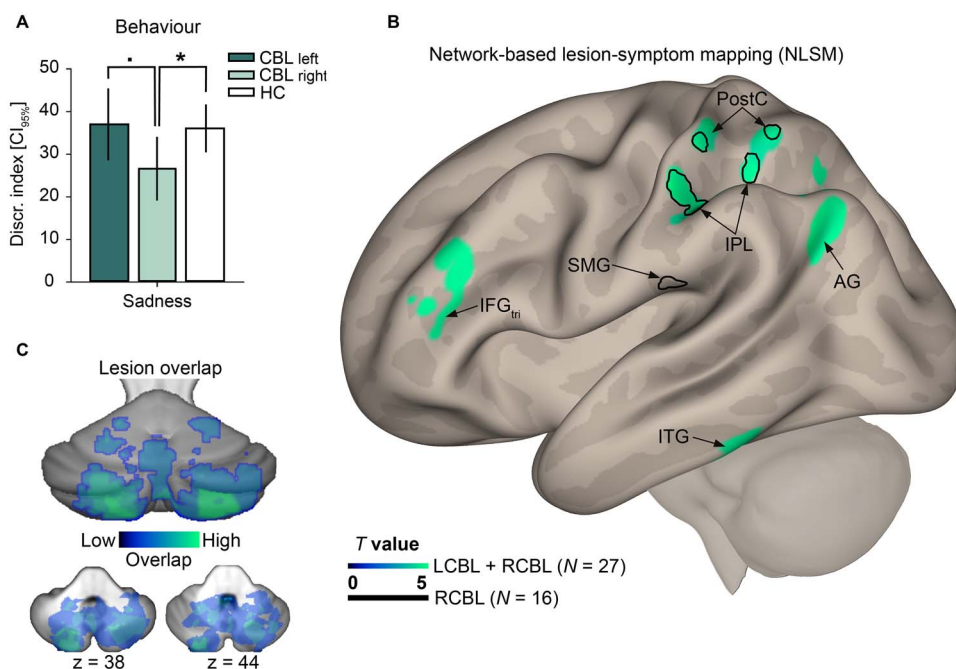 A
Behaviour
CBL left
CBL right
HC
. *
50
40
30
20
10
0
Discr. index [CI95%]
Sadness
B
Network-based lesion-symptom mapping (NLSM)
PostC
IPL
SMG
AG
IFGtri
ITG
T value
0 5
LCBL + RCBL (N = 27)
RCBL (N = 16)
C
Lesion overlap
Low High
Overlap
z = 38 z = 44